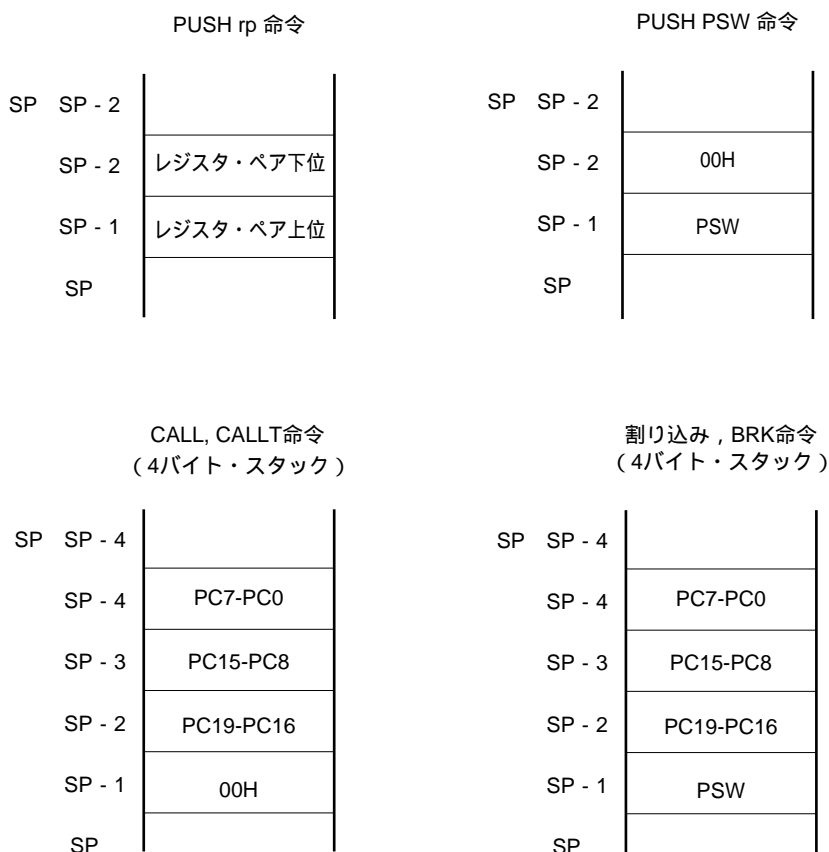 PUSH rp 命令
SP SP - 2
SP - 2 レジスタ・ペア下位
SP - 1 レジスタ・ペア上位
SP
PUSH PSW 命令
SP SP - 2
SP - 2 00H
SP - 1 PSW
SP
CALL, CALLT命令
（4バイト・スタック）
SP SP - 4
SP - 4 PC7-PC0
SP - 3 PC15-PC8
SP - 2 PC19-PC16
SP - 1 00H
SP
割り込み，BRK命令
（4バイト・スタック）
SP SP - 4
SP - 4 PC7-PC0
SP - 3 PC15-PC8
SP - 2 PC19-PC16
SP - 1 PSW
SP